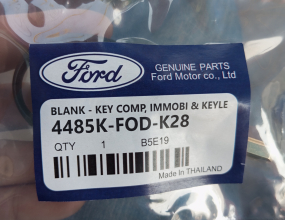 Ford
GENUINE PARTS
Ford Motor co., Ltd
BLANK - KEY COMP, IMMOBI & KEYLE
4485K-FOD-K28
QTY 1 B5E19
Made In THAILAND